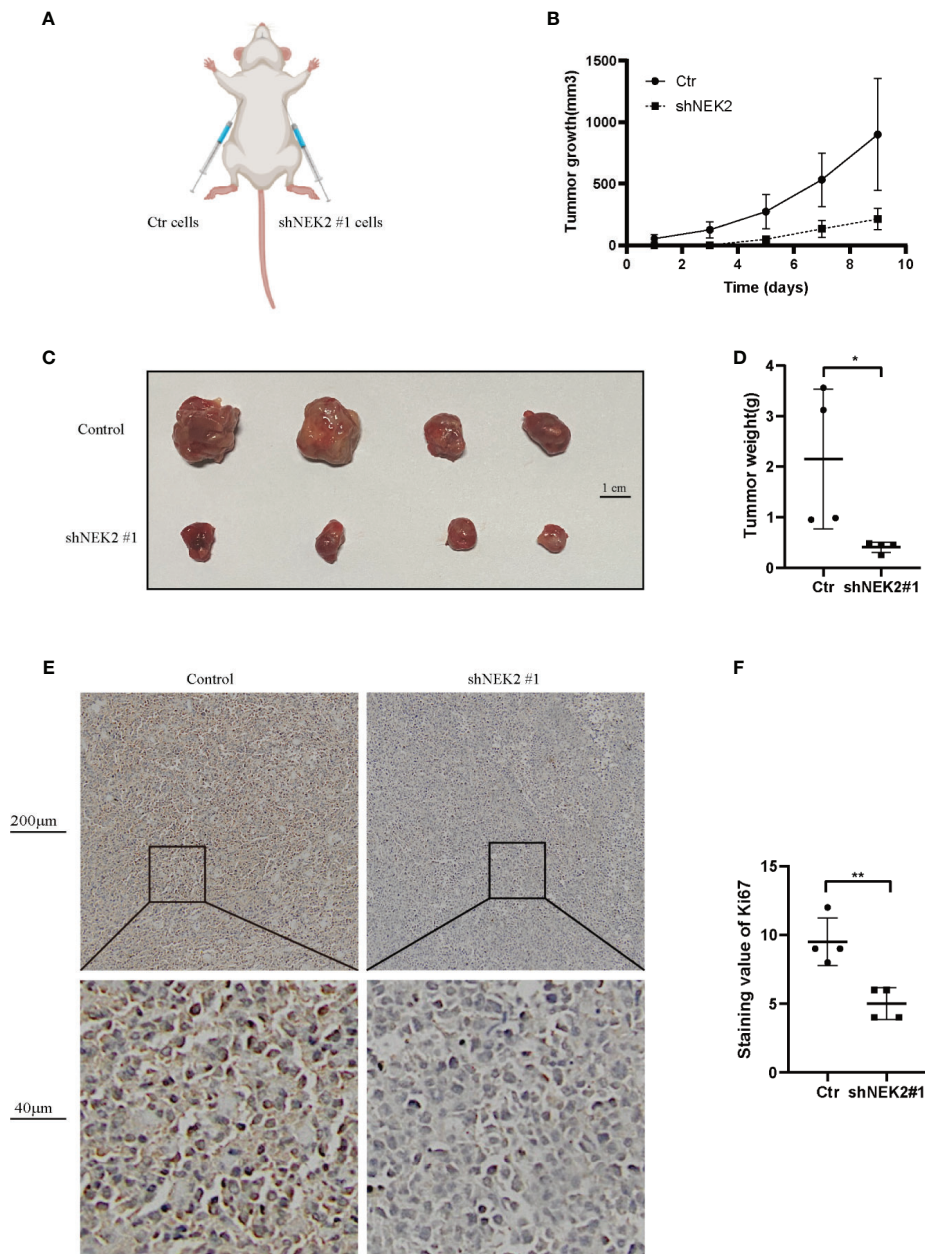 A
Ctr cells
shNEK2 #1 cells
B
1500
1000
500
0
0
2
4
6
8
10
Tummor growth(mm3)
Time (days)
Ctr
shNEK2
C
Control
shNEK2 #1
1 cm
D
*
4
3
2
1
0
Tummor weight(g)
Ctr
shNEK2#1
E
Control
shNEK2 #1
200μm
40μm
F
**
15
10
5
0
Staining value of Ki67
Ctr
shNEK2#1